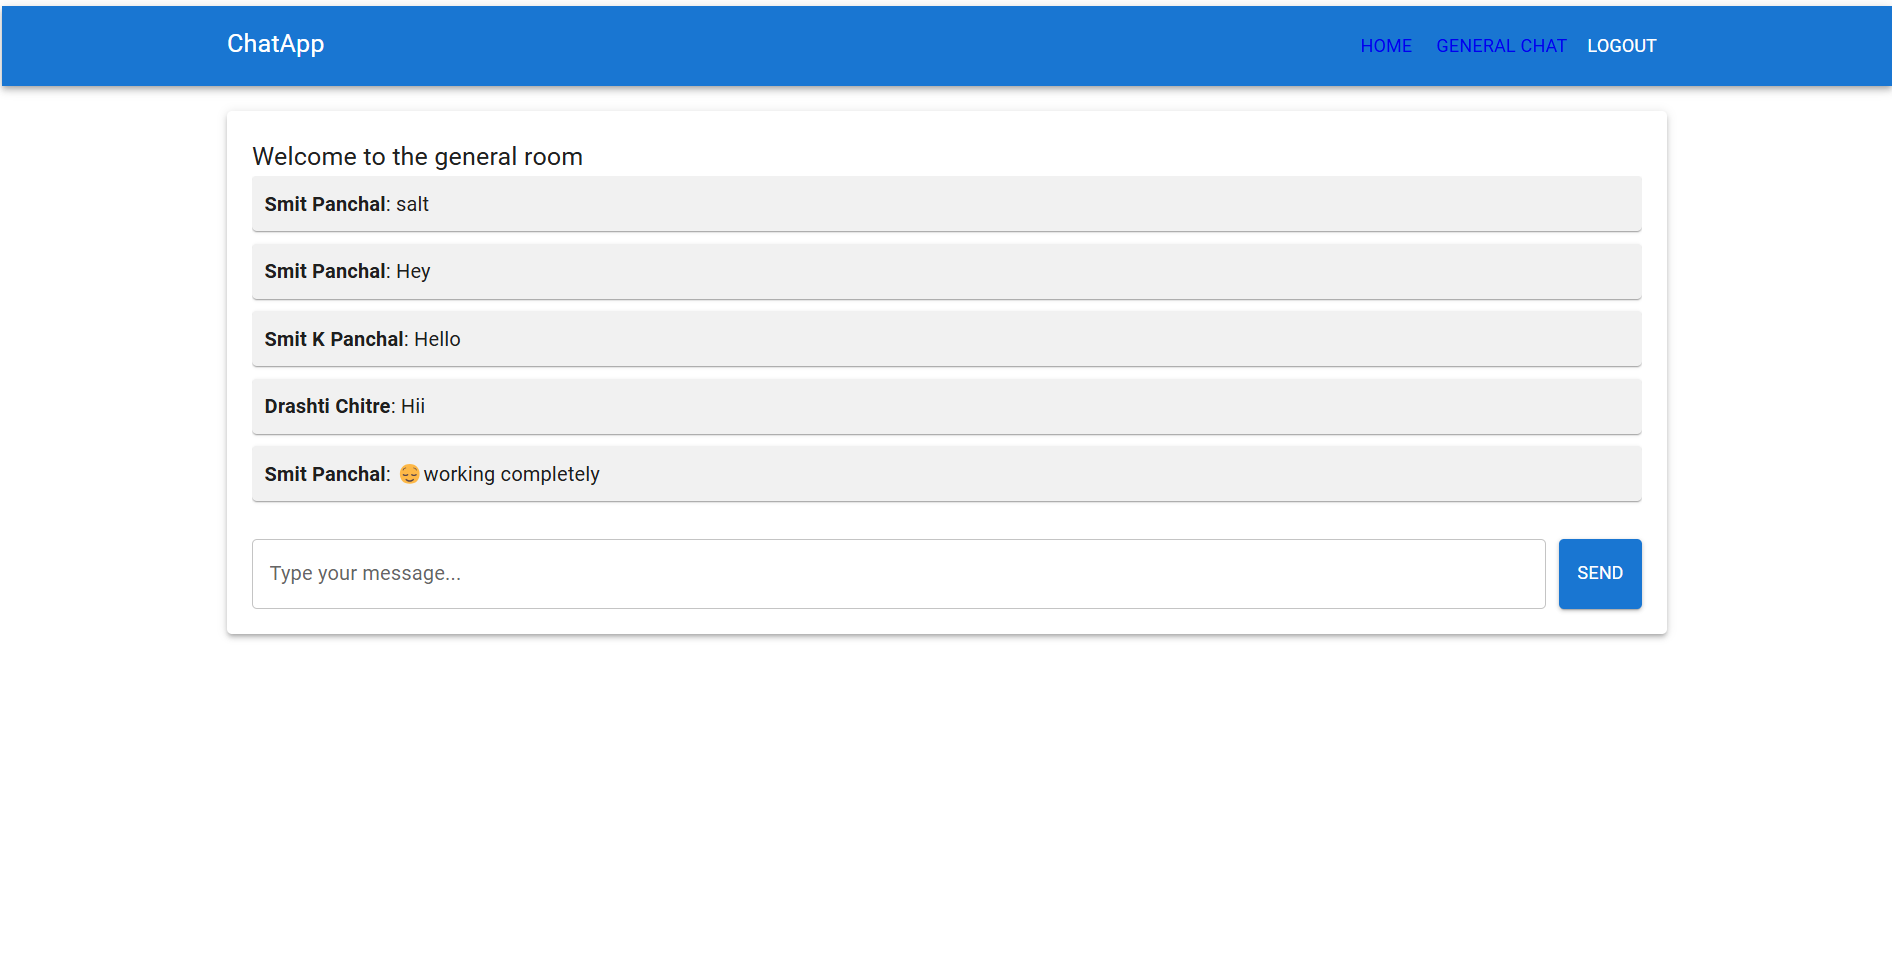 ChatApp
HOME GENERAL CHAT LOGOUT
Welcome to the general room
Smit Panchal: salt
Smit Panchal: Hey
Smit K Panchal: Hello
Drashti Chitre: Hii
Smit Panchal: 😌working completely
Type your message...
SEND